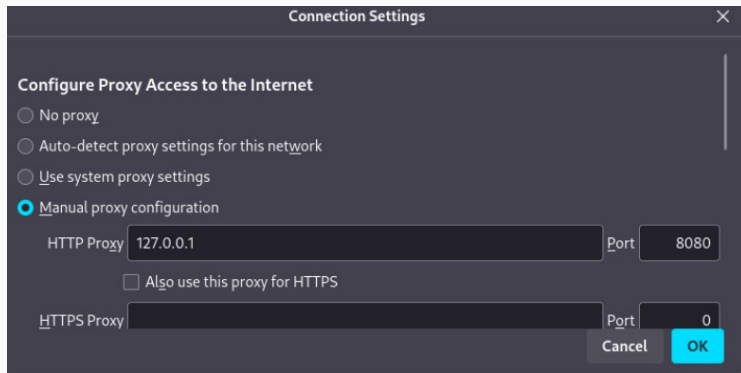 Connection Settings
Configure Proxy Access to the Internet
No proxy
Auto-detect proxy settings for this network
Use system proxy settings
Manual proxy configuration
HTTP Proxy 127.0.0.1 Port 8080
Also use this proxy for HTTPS
HTTPS Proxy Port 0
Cancel OK